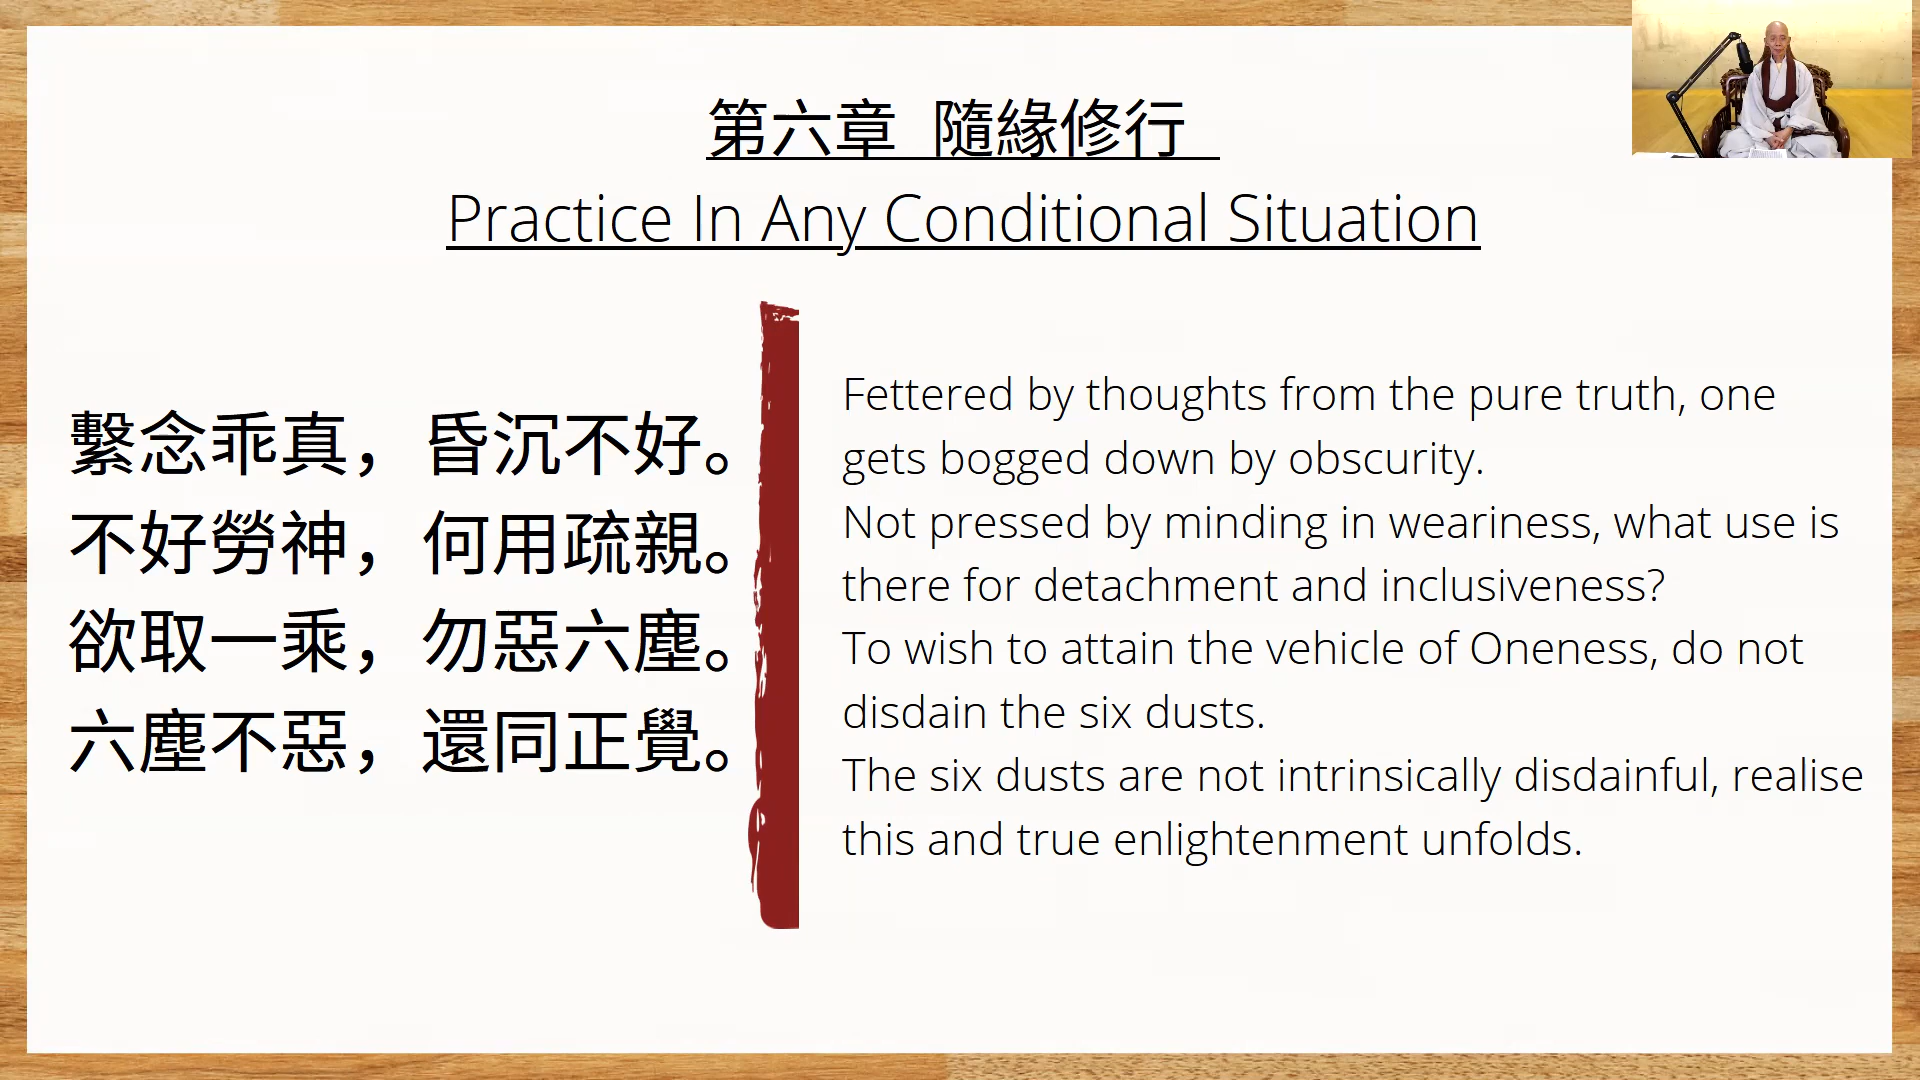 第六章 隨緣修行
Practice In Any Conditional Situation
繫念乖真，昏沉不好。
不好勞神，何用疏親。
欲取一乘，勿惡六塵。
六塵不惡，還同正覺。
Fettered by thoughts from the pure truth, one
gets bogged down by obscurity.
Not pressed by minding in weariness, what use is
there for detachment and inclusiveness?
To wish to attain the vehicle of Oneness, do not
disdain the six dusts.
The six dusts are not intrinsically disdainful, realise
this and true enlightenment unfolds.